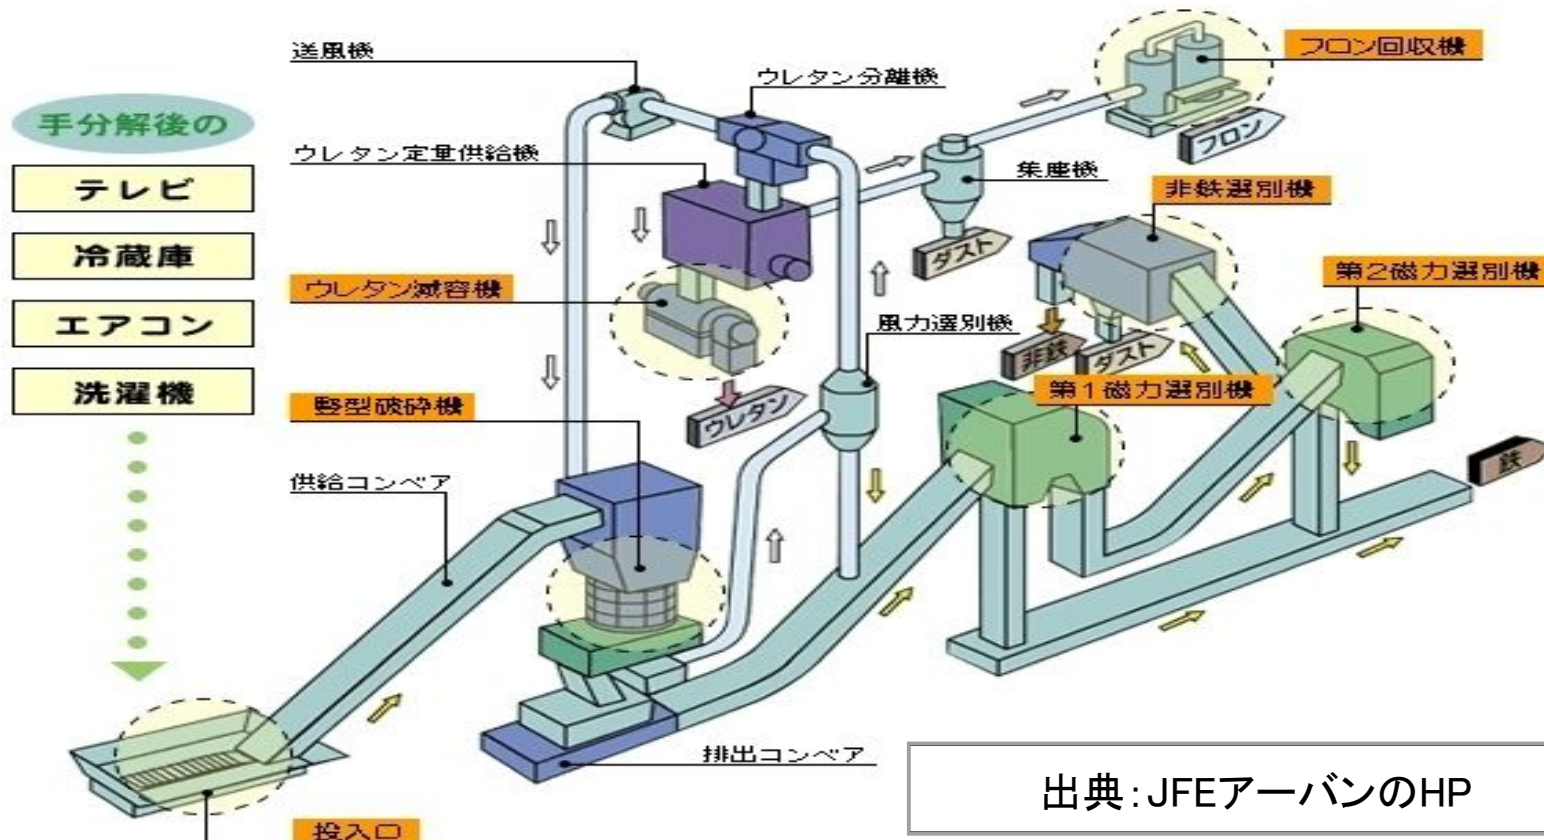 送風機
フロン回収機
ウレタン分離機
手分解後の
フロン
ウレタン定量供給機
集塵機
テレビ
非鉄選別機
冷蔵庫
ダスト
第2磁力選別機
ウレタン減容機
エアコン
風力選別機
非鉄
ダスト
洗濯機
第1磁力選別機
竪型破砕機
ウレタン
鉄
供給コンベア
排出コンベア
出典:JFEアーバンのHP
投入口